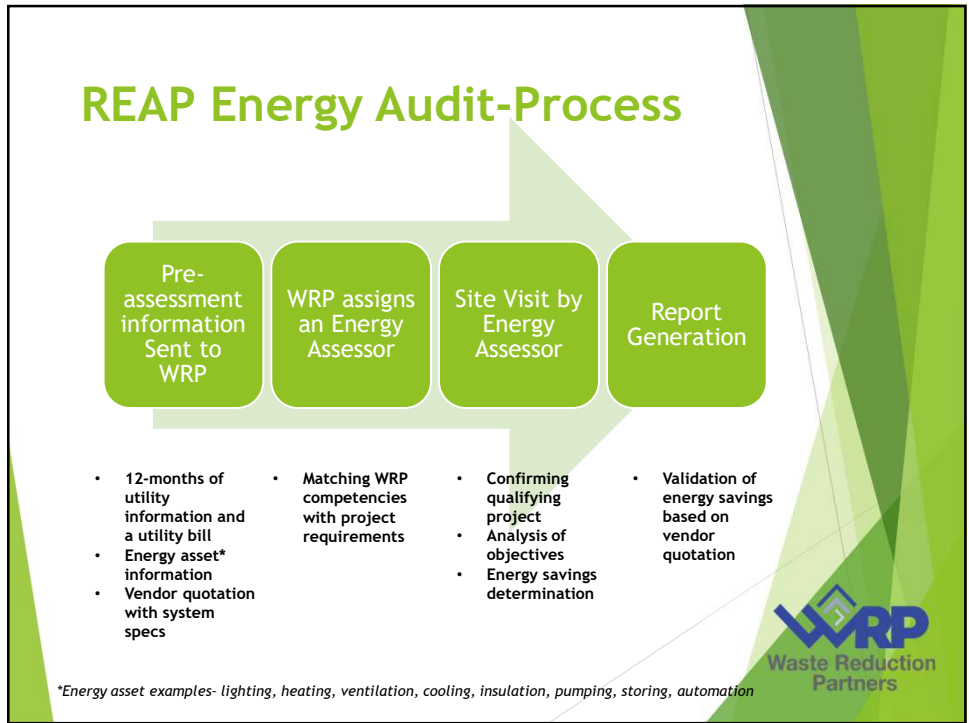 REAP Energy Audit-Process
Pre-
assessment
information
Sent to
WRP
WRP assigns
an Energy
Assessor
Site Visit by
Energy
Assessor
Report
Generation
• 12-months of
utility
information and
a utility bill
• Energy asset*
information
• Vendor quotation
with system
specs
• Matching WRP
competencies
with project
requirements
• Confirming
qualifying
project
• Analysis of
objectives
• Energy savings
determination
• Validation of
energy savings
based on
vendor
quotation
WRP
Waste Reduction
Partners
*Energy asset examples- lighting, heating, ventilation, cooling, insulation, pumping, storing, automation